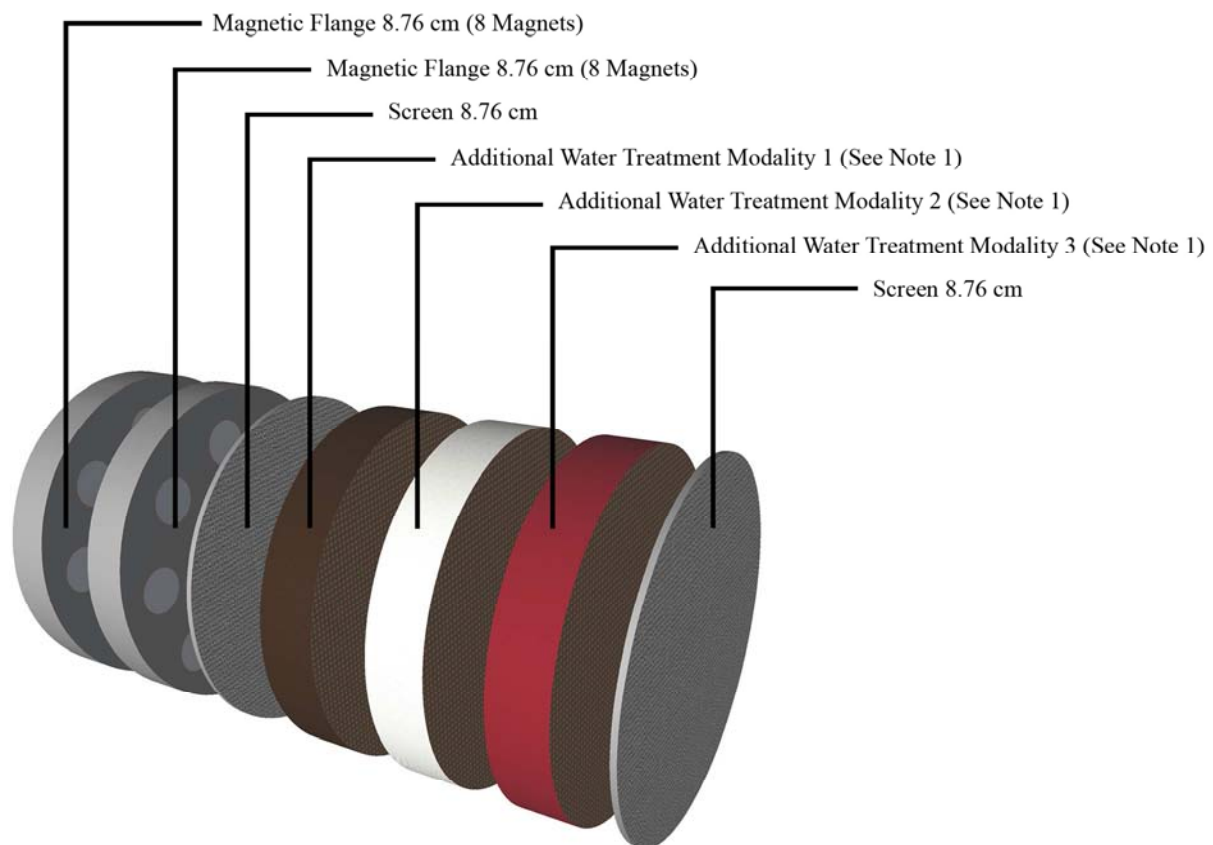 Magnetic Flange 8.76 cm (8 Magnets)
Magnetic Flange 8.76 cm (8 Magnets)
Screen 8.76 cm
Additional Water Treatment Modality 1 (See Note 1)
Additional Water Treatment Modality 2 (See Note 1)
Additional Water Treatment Modality 3 (See Note 1)
Screen 8.76 cm